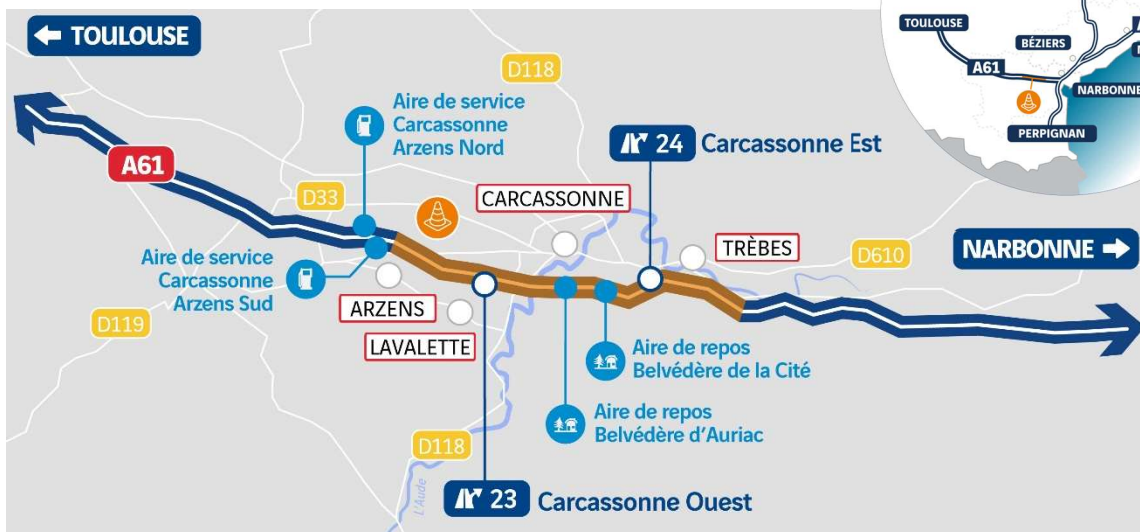 ← TOULOUSE
TOULOUSE
BÉZIERS
A61
NARBONNE
PERPIGNAN
D118
Aire de service
Carcassonne
Arzens Nord
24 Carcassonne Est
A61
D33
CARCASSONNE
TRÈBES
NARBONNE →
D610
Aire de service
Carcassonne
Arzens Sud
ARZENS
D119
LAVALETTE
Aire de repos
Belvédère de la Cité
Aire de repos
Belvédère d'Auriac
D118
L'Aude
23 Carcassonne Ouest